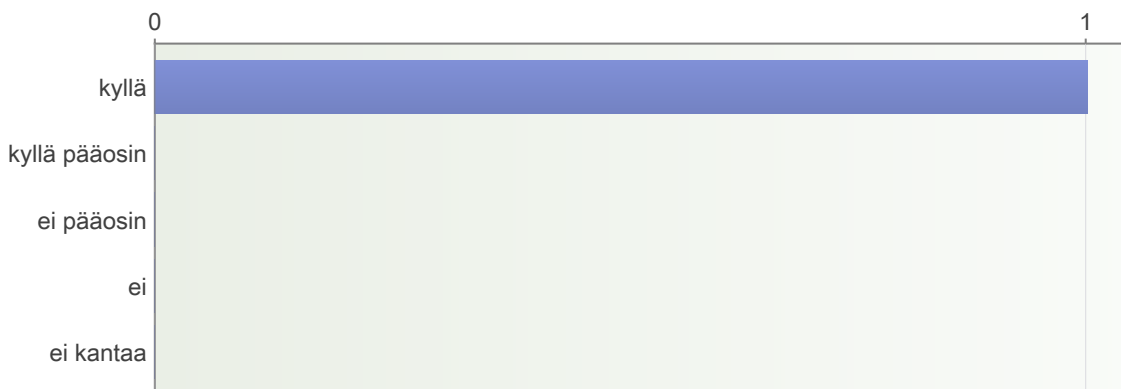 0 1
kyllä
kyllä pääosin
ei pääosin
ei
ei kantaa